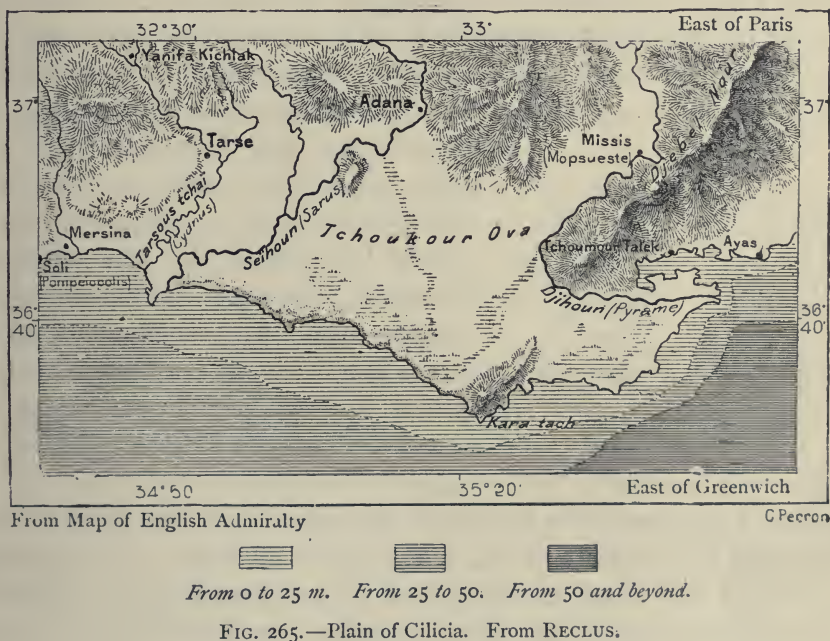 32°30
33°
East of Paris
Yanifa Kichlak
Djebel Naur
37°
Adana
Tarse
Missis
(Mopsueste)
Tarsous tchai
(Cydnus)
Seihoun (Sarus)
Tchoukour Ova
Mersina
Tchoumour Talek
Ayas
Soli
(Pompeiopolis)
Djihoun (Pyrame)
36°
40'
36°
40'
Kara tach
34°50
35°20
East of Greenwich
From Map of English Admiralty
C Perron
From 0 to 25 m. From 25 to 50. From 50 and beyond.
FIG. 265.—Plain of Cilicia. From RECLUS.